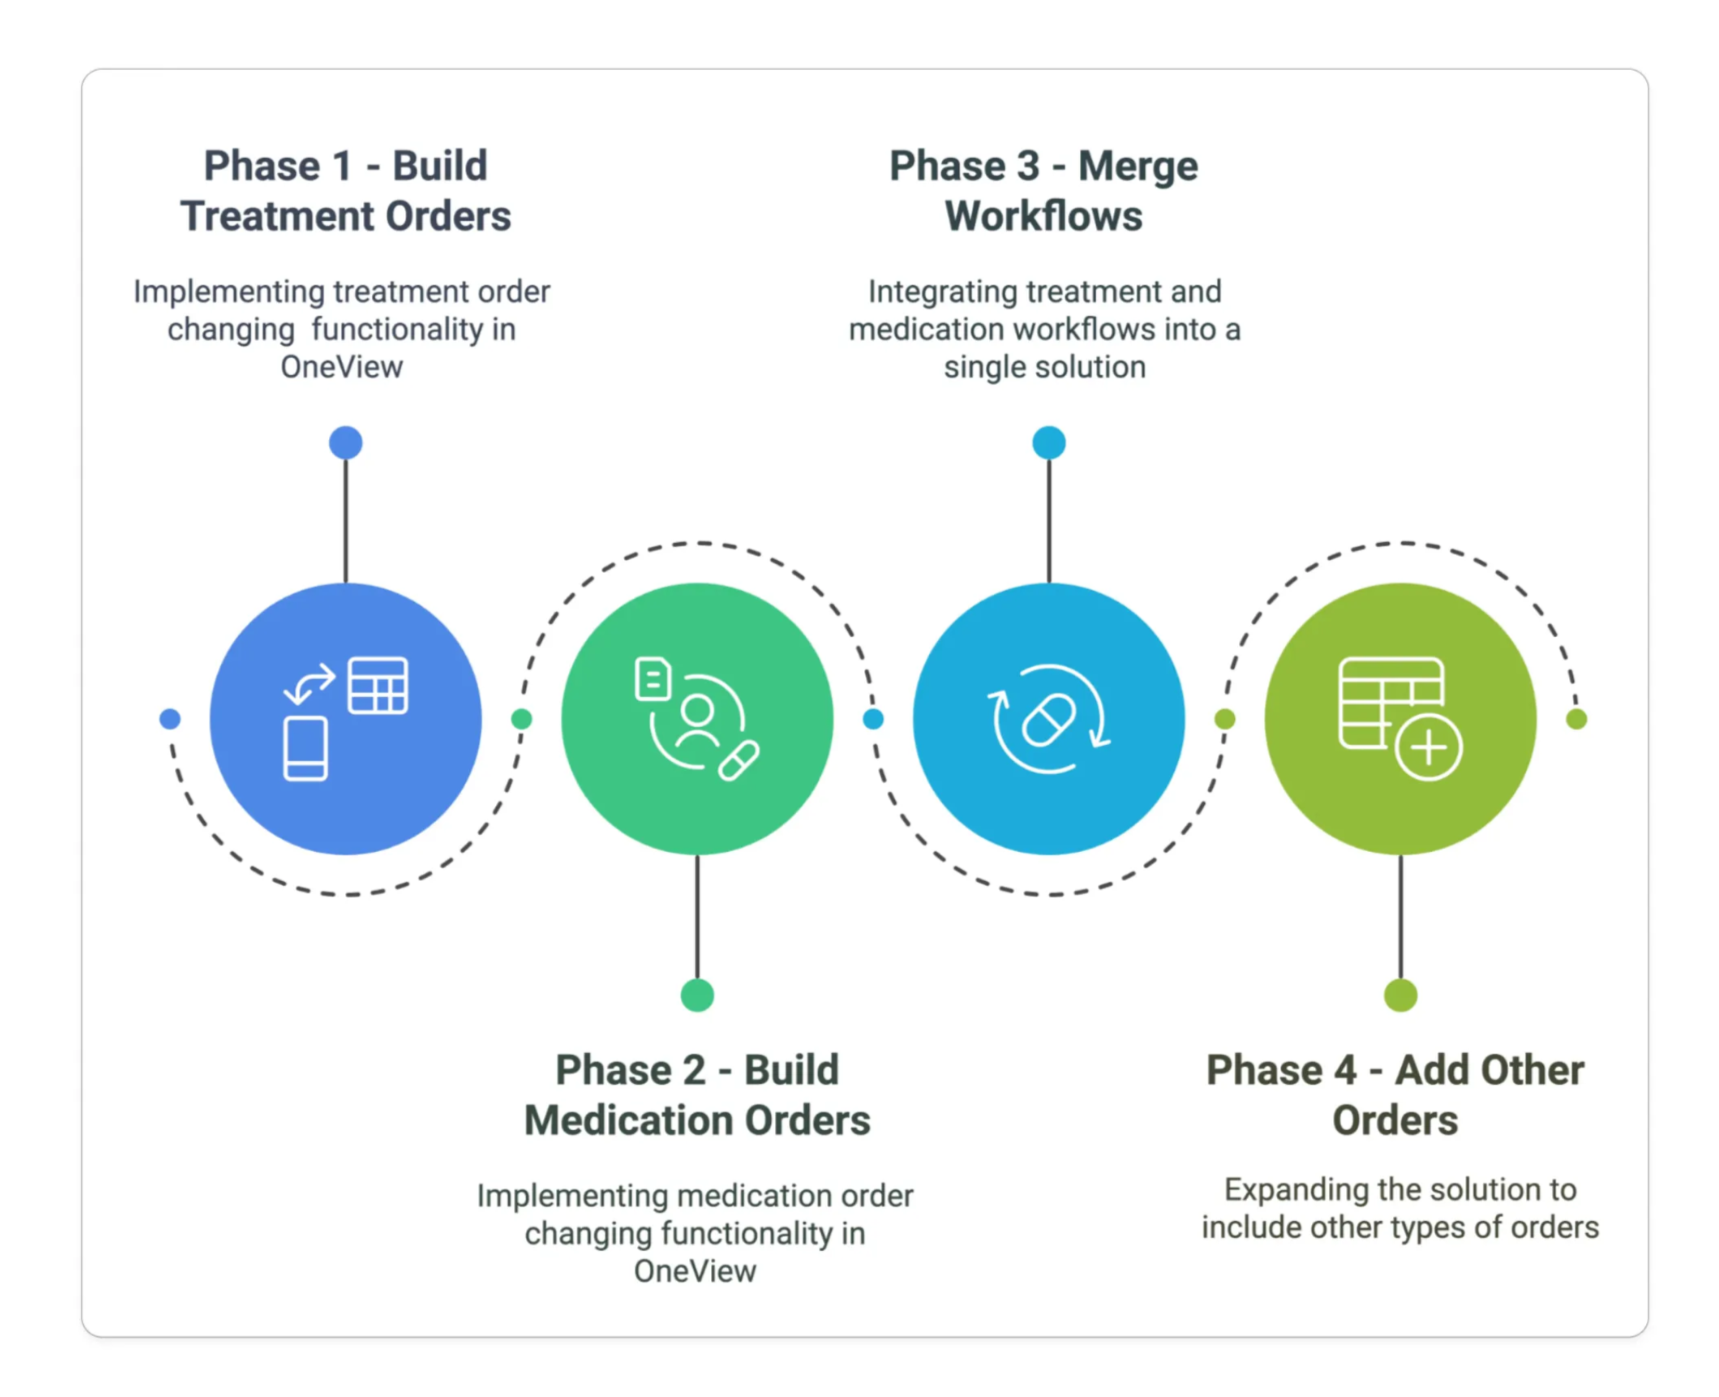 Phase 1 - Build
Treatment Orders
Implementing treatment order
changing  functionality in
OneView
Phase 3 - Merge
Workflows
Integrating treatment and
medication workflows into a
single solution
Phase 2 - Build
Medication Orders
Implementing medication order
changing functionality in
OneView
Phase 4 - Add Other
Orders
Expanding the solution to
include other types of orders